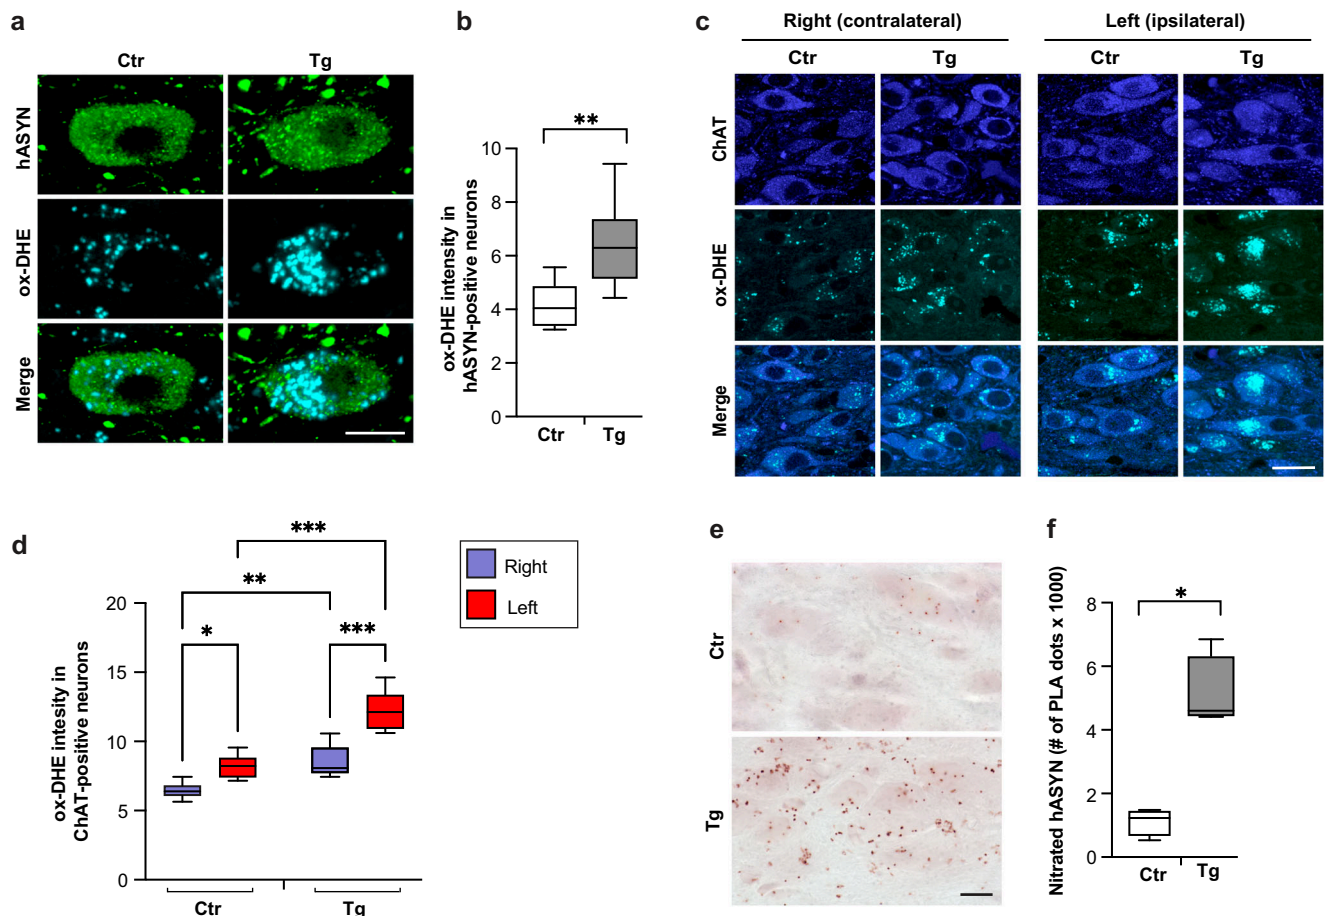 a
Ctr
Tg
hASYN
ox-DHE
Merge
b
**
ox-DHE intensity in
hASYN-positive neurons
10
8
6
4
2
0
Ctr
Tg
c
Right (contralateral)
Left (ipsilateral)
Ctr
Tg
Ctr
Tg
ChAT
ox-DHE
Merge
d
***
**
*
***
ox-DHE intesity in
ChAT-positive neurons
20
15
10
5
0
Ctr
Tg
Right
Left
e
Ctr
Tg
f
*
Nitrated hASYN (# of PLA dots x 1000)
8
6
4
2
0
Ctr
Tg